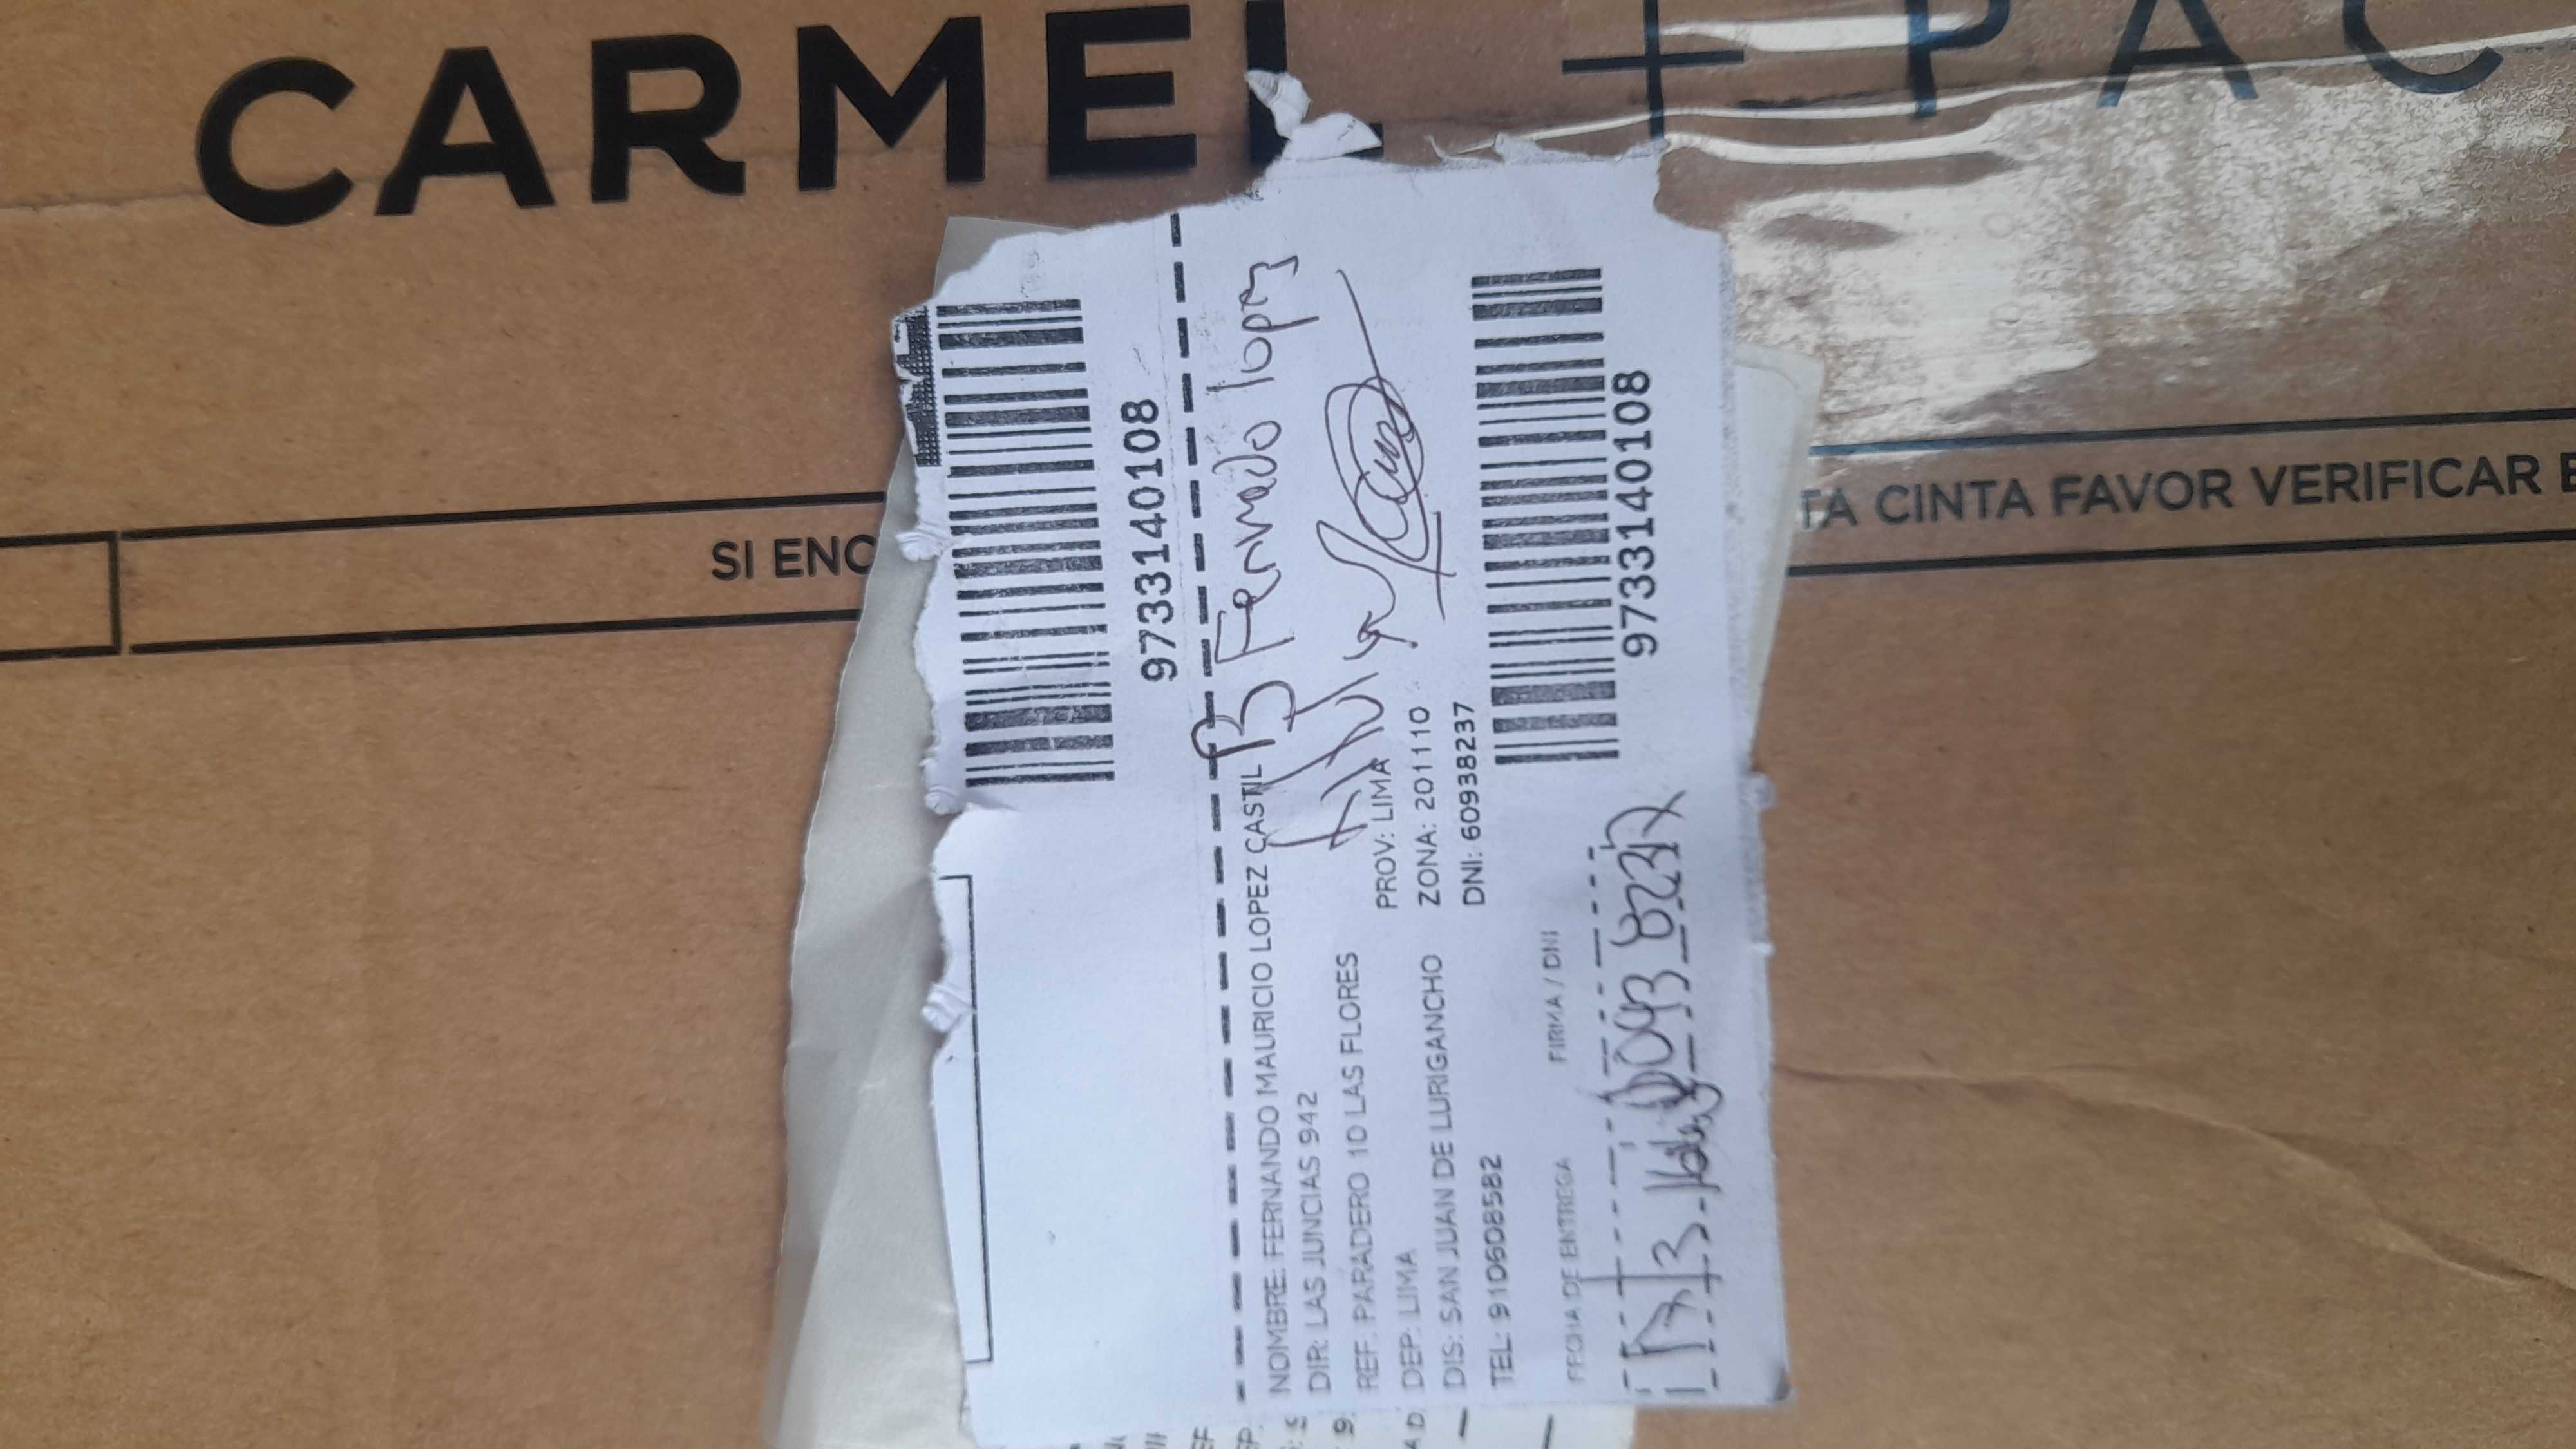 CARMEL + PAC
SI ENC
TA CINTA FAVOR VERIFICAR E
9733140108
Fernado lopz
NOMBRE: FERNANDO MAURICIO LOPEZ CASTIL
DIR: LAS JUNCIAS 942
REF: PARADERO 10 LAS FLORES
DEP: LIMA PROV: LIMA
DIS: SAN JUAN DE LURIGANCHO ZONA: 201110
TEL: 910608582 DNI: 60938237
9733140108
FECHA DE ENTREGA FIRMA / DNI